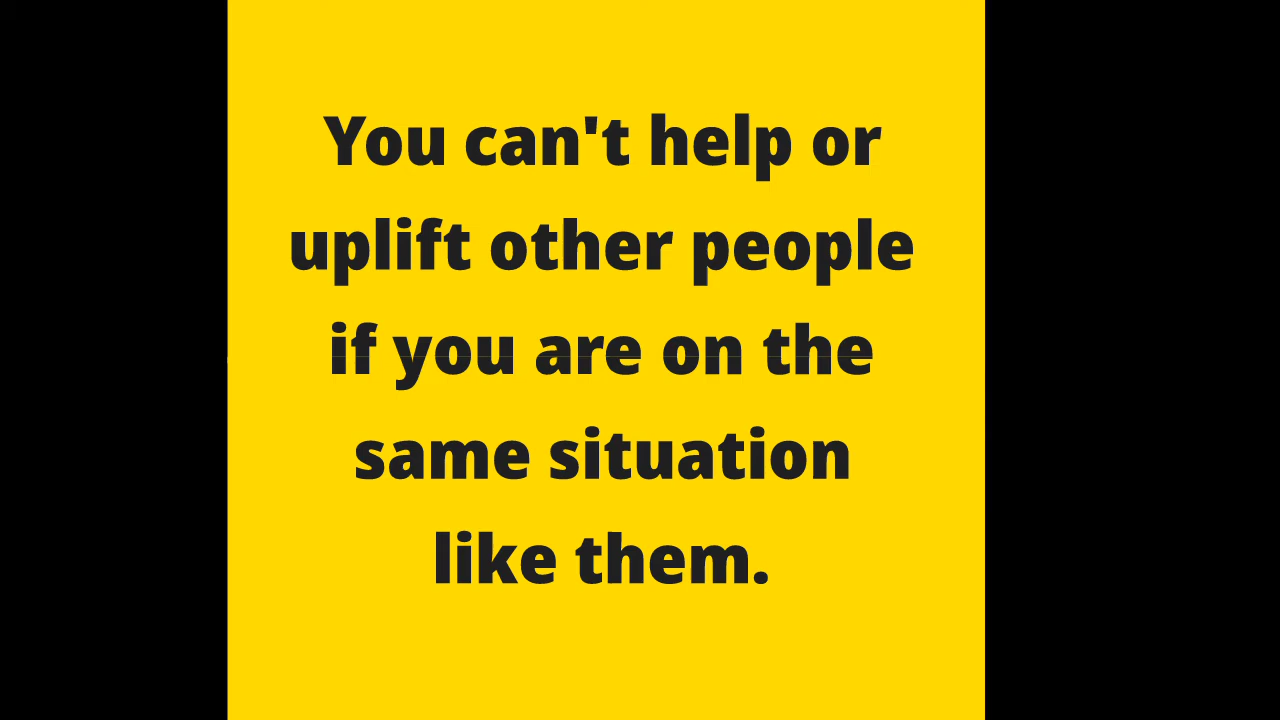 You can't help or
uplift other people
if you are on the
same situation
like them.